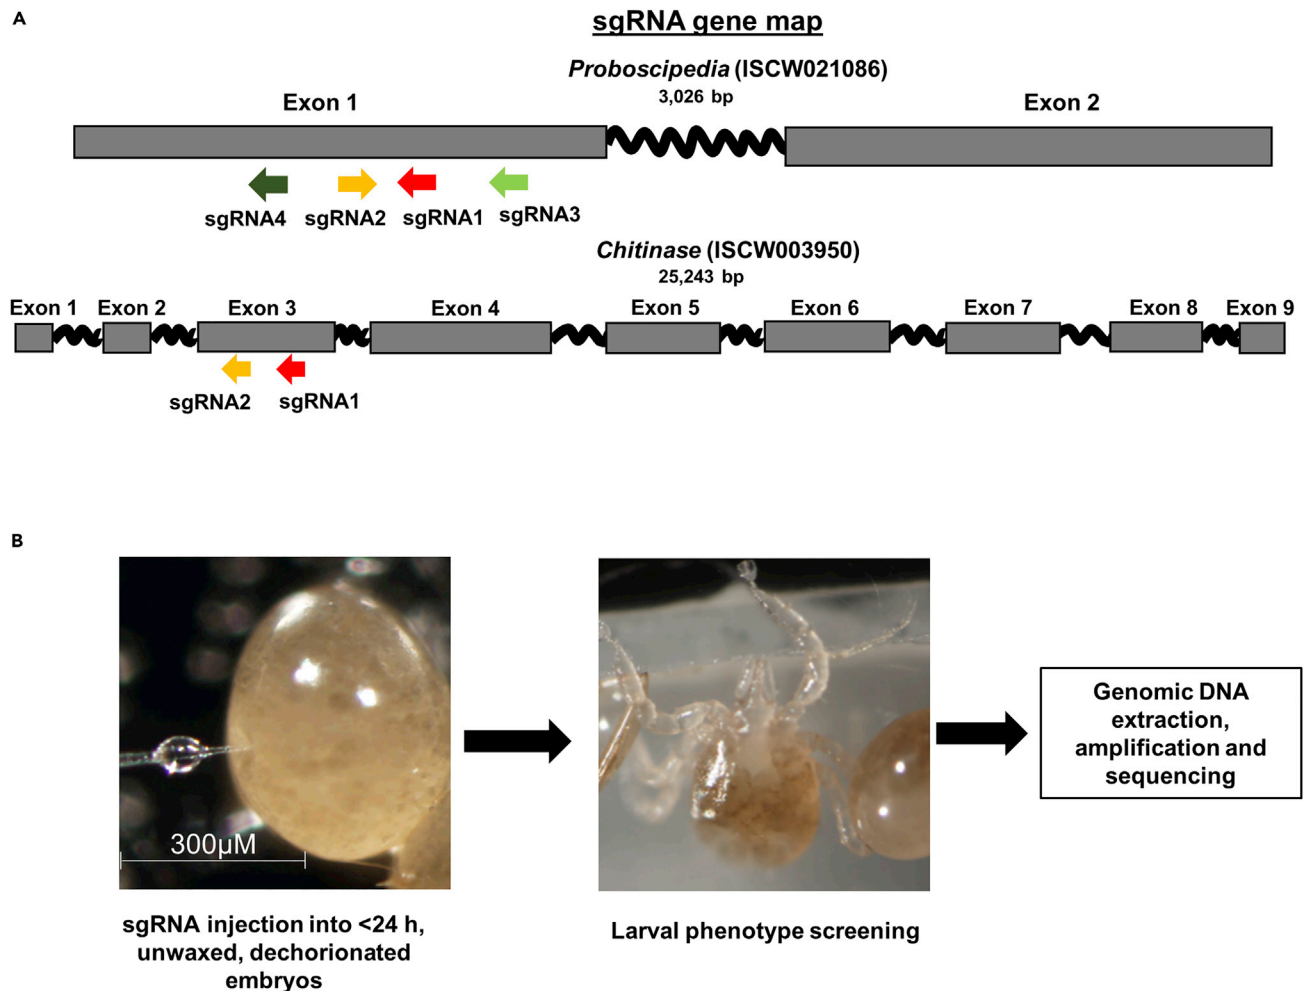 A
sgRNA gene map
Proboscipedia (ISCW021086)
3,026 bp
Exon 1
Exon 2
sgRNA4
sgRNA2
sgRNA1
sgRNA3
Chitinase (ISCW003950)
25,243 bp
Exon 1
Exon 2
Exon 3
Exon 4
Exon 5
Exon 6
Exon 7
Exon 8
Exon 9
sgRNA2
sgRNA1
B
300µM
sgRNA injection into <24 h,
unwaxed, dechorionated
embryos
Larval phenotype screening
Genomic DNA
extraction,
amplification and
sequencing